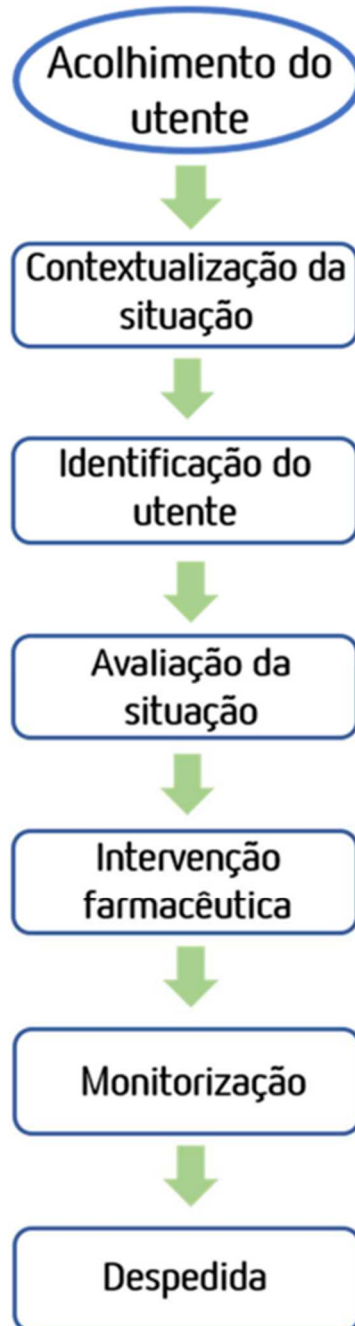 Acolhimento do
utente
Contextualização da
situação
Identificação do
utente
Avaliação da
situação
Intervenção
farmacêutica
Monitorização
Despedida